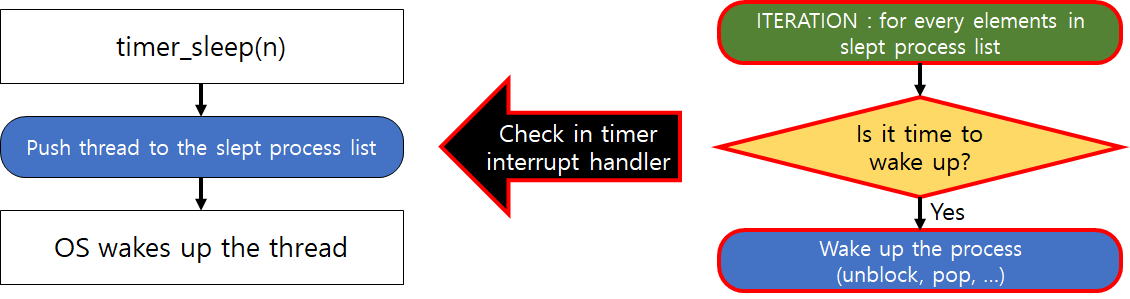 timer_sleep(n)
Push thread to the slept process list
OS wakes up the thread
Check in timer
interrupt handler
ITERATION : for every elements in
slept process list
Is it time to
wake up?
Yes
Wake up the process
(unblock, pop, ...)